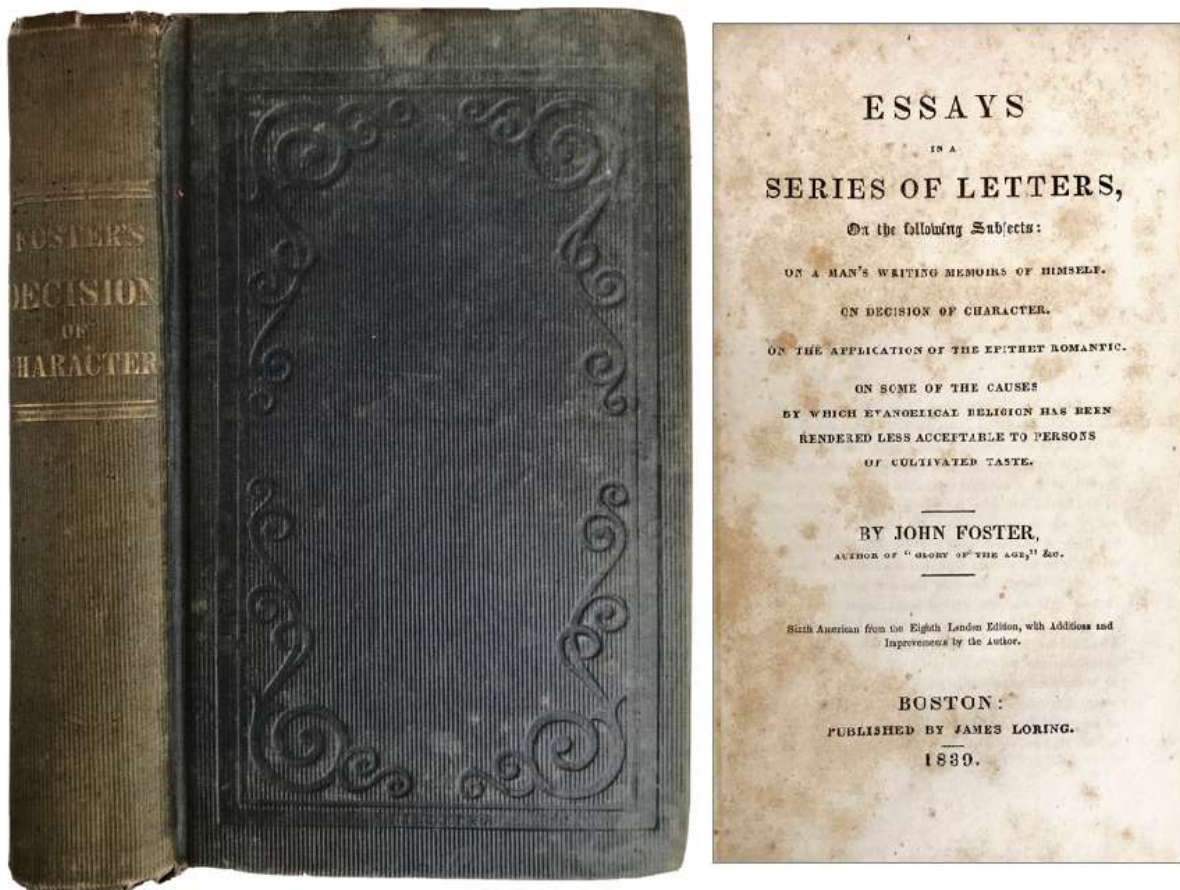 FOSTER'S
DECISION
OF
CHARACTER
ESSAYS
IN A
SERIES OF LETTERS,
On the following Subjects:
ON A MAN'S WRITING MEMOIRS OF HIMSELF.
ON DECISION OF CHARACTER.
ON THE APPLICATION OF THE EPITHET ROMANTIC.
ON SOME OF THE CAUSES
BY WHICH EVANGELICAL RELIGION HAS BEEN
RENDERED LESS ACCEPTABLE TO PERSONS
OF CULTIVATED TASTE.
BY JOHN FOSTER,
AUTHOR OF "GLORY OF THE AGE," &C.
Sixth American from the Eighth London Edition, with Additions and
Improvements by the Author.
BOSTON:
PUBLISHED BY JAMES LORING.
1839.